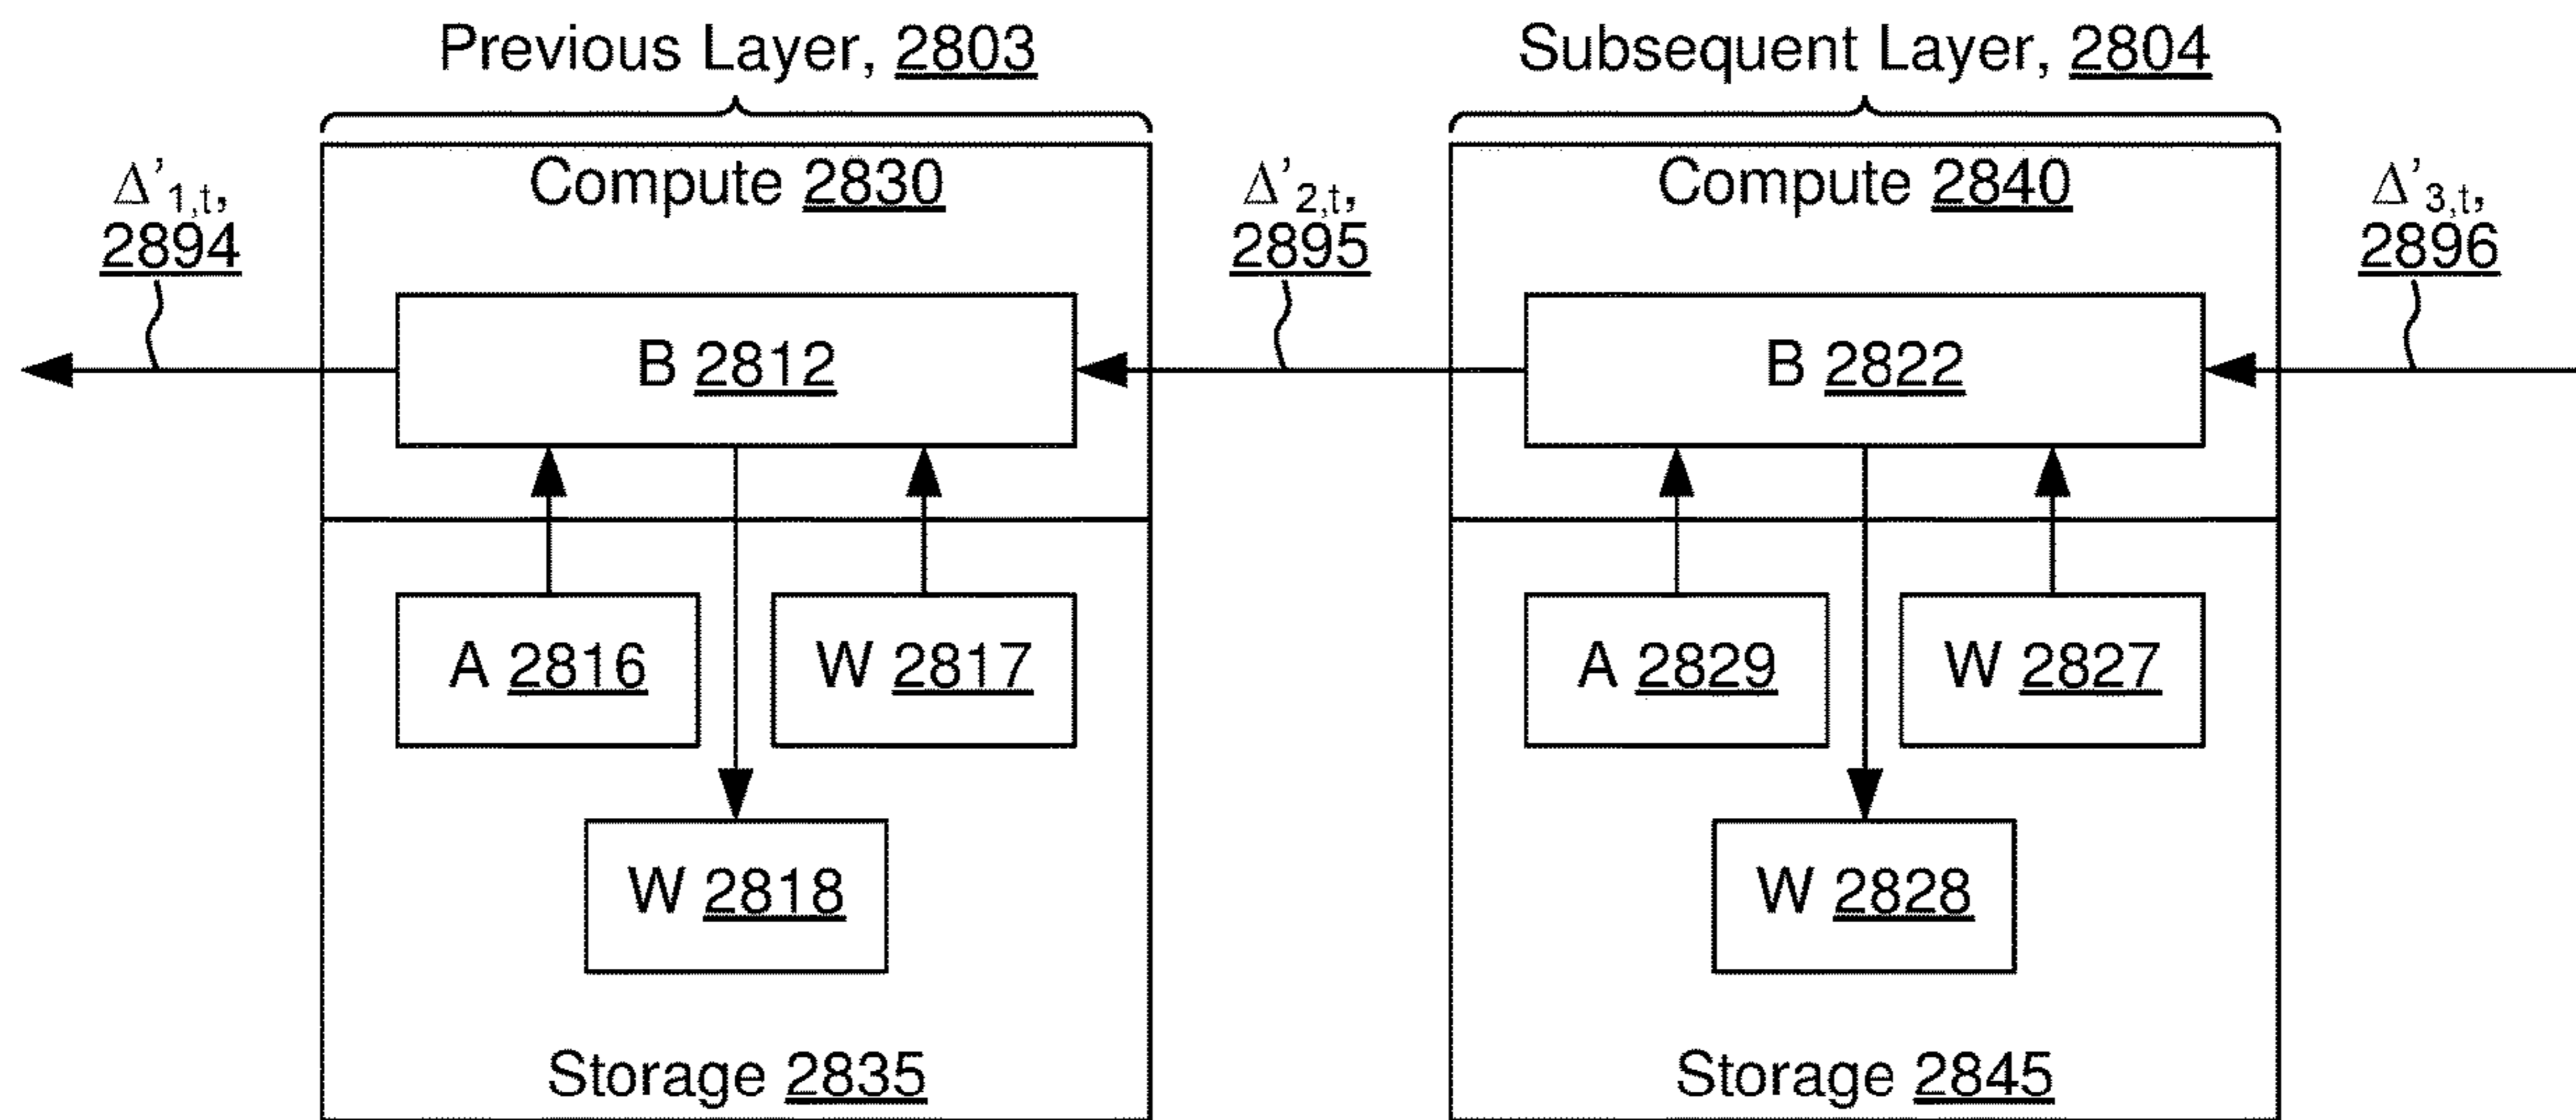 Previous Layer, 2803
Subsequent Layer, 2804
Compute 2830
Compute 2840
Δ'1,t,
2894
Δ'2,t,
2895
Δ'3,t,
2896
B 2812
B 2822
A 2816
W 2817
A 2829
W 2827
W 2818
W 2828
Storage 2835
Storage 2845